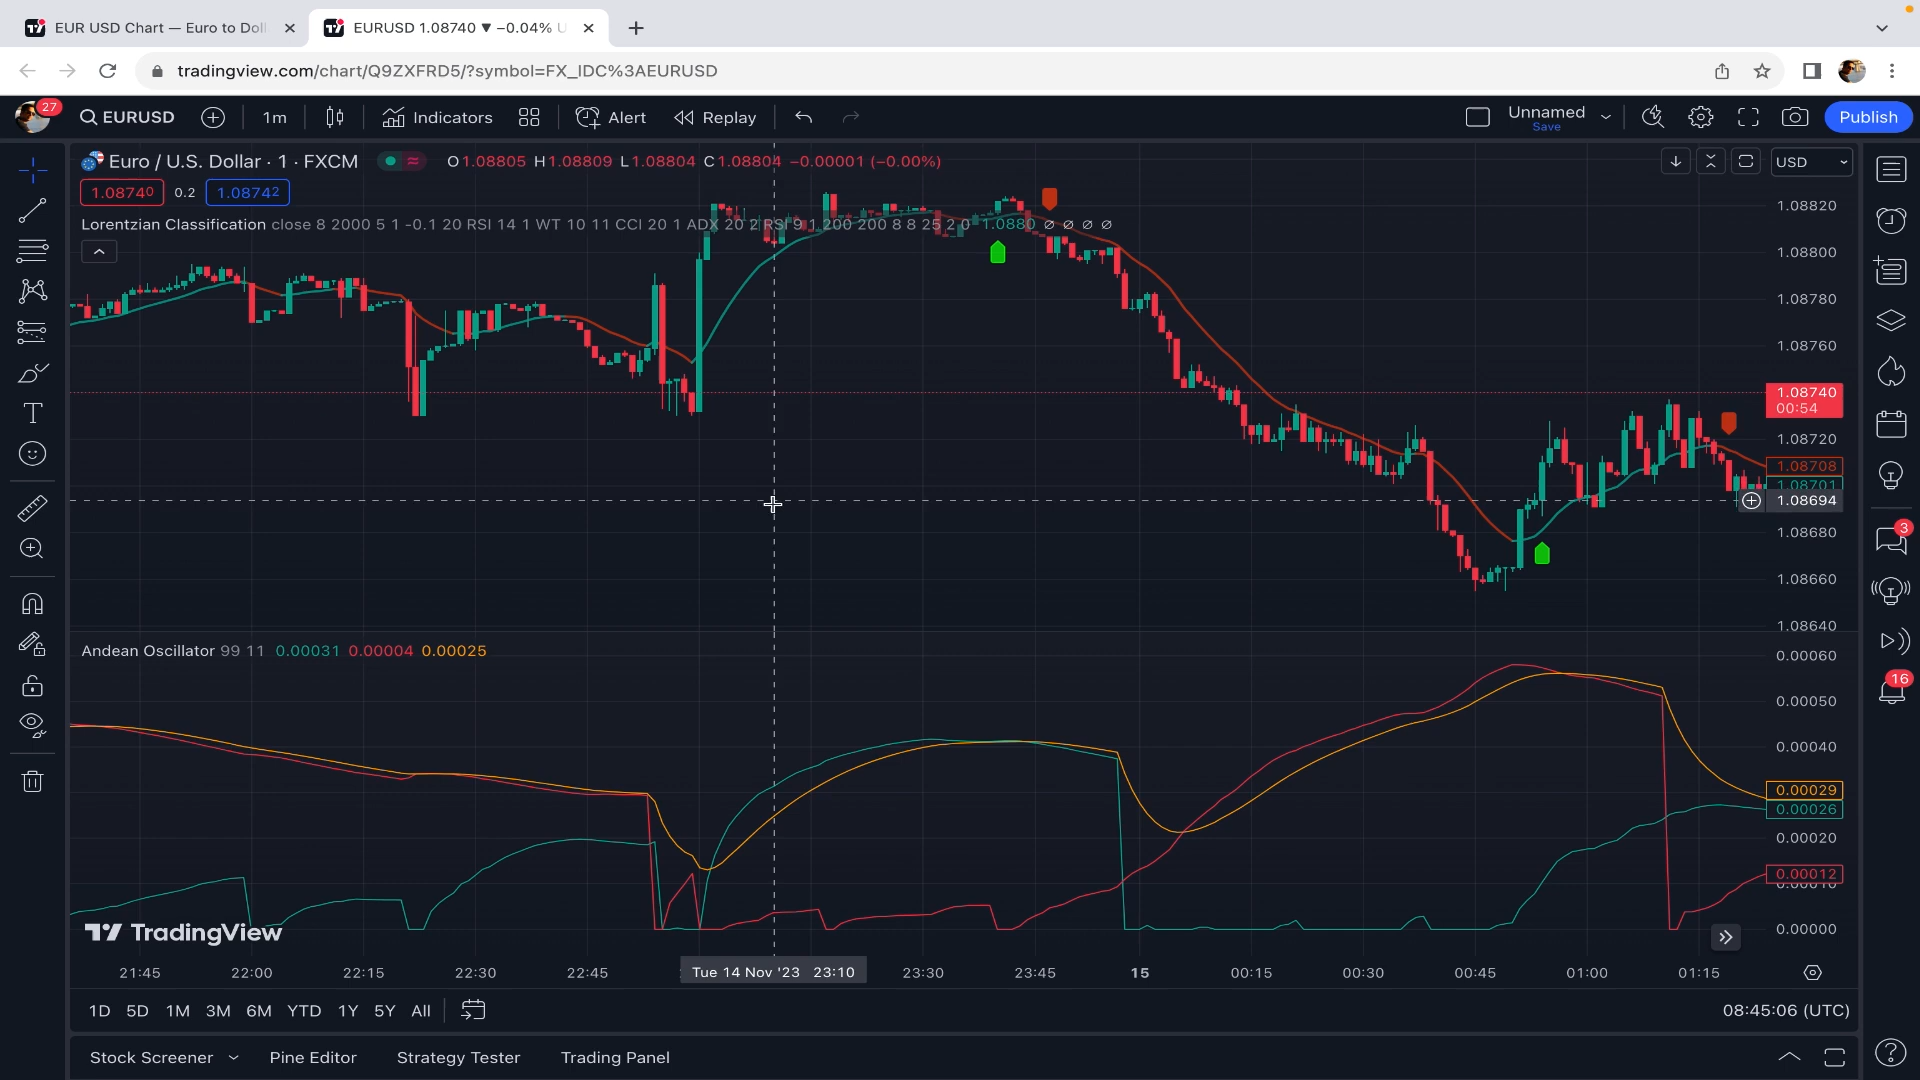 EUR USD Chart — Euro to Doll
EURUSD 1.08740 ▼ −0.04% U
tradingview.com/chart/Q9ZXFRD5/?symbol=FX_IDC%3AEURUSD
27
EURUSD
1m
Indicators
Alert
Replay
Unnamed
Save
Publish
Euro / U.S. Dollar · 1 · FXCM
O1.08805 H1.08809 L1.08804 C1.08804 −0.00001 (−0.00%)
USD
1.08740
0.2
1.08742
Lorentzian Classification close 8 2000 5 1 -0.1 20 RSI 14 1 WT 10 11 CCI 20 1 ADX 20 2 RSI 9 1 200 200 8 8 25 2 0 1.0880 ∅ ∅ ∅ ∅
1.08820
1.08800
1.08780
1.08760
1.08740
00:54
1.08720
1.08708
1.08701
1.08694
1.08680
1.08660
1.08640
3
16
Andean Oscillator 99 11 0.00031 0.00004 0.00025
0.00060
0.00050
0.00040
0.00029
0.00026
0.00020
0.00012
0.00010
0.00000
TradingView
21:45
22:00
22:15
22:30
22:45
Tue 14 Nov '23 23:10
23:30
23:45
15
00:15
00:30
00:45
01:00
01:15
1D 5D 1M 3M 6M YTD 1Y 5Y All
08:45:06 (UTC)
Stock Screener
Pine Editor
Strategy Tester
Trading Panel